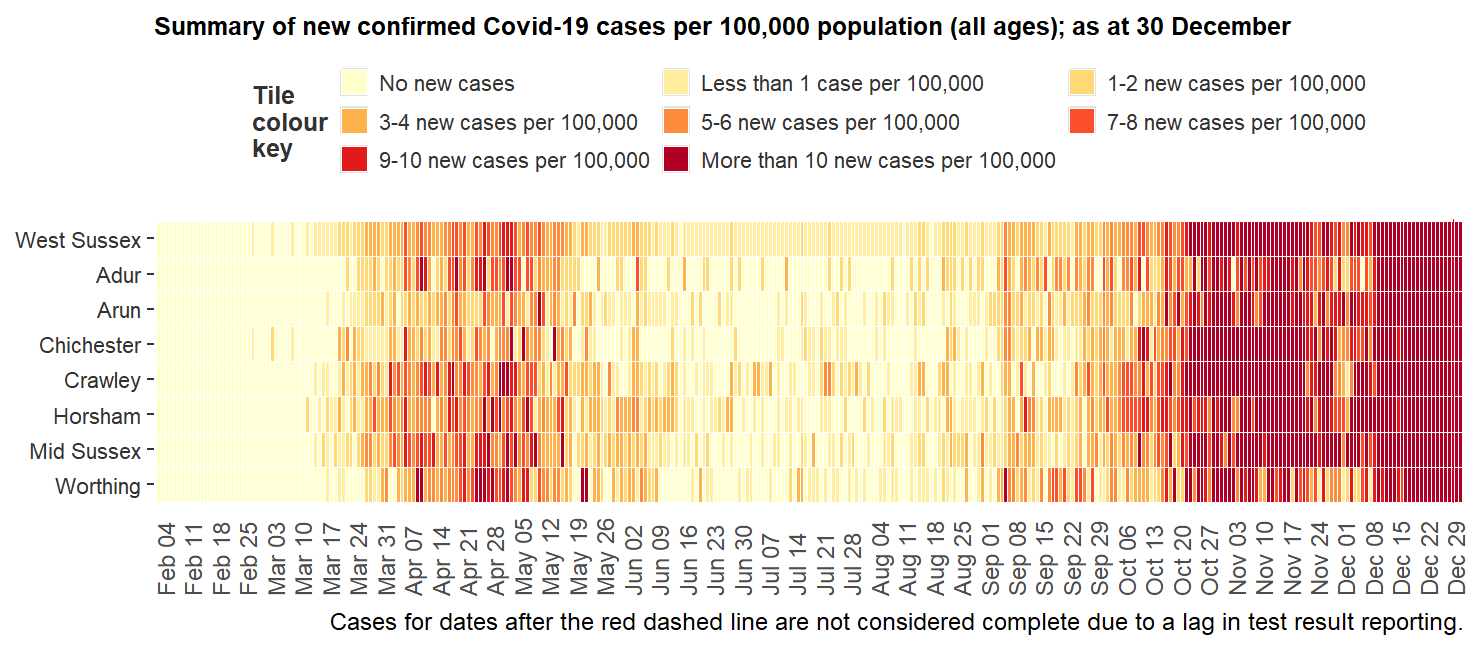 Summary of new confirmed Covid-19 cases per 100,000 population (all ages); as at 30 December
Tile
colour
key
No new cases
Less than 1 case per 100,000
1-2 new cases per 100,000
3-4 new cases per 100,000
5-6 new cases per 100,000
7-8 new cases per 100,000
9-10 new cases per 100,000
More than 10 new cases per 100,000
West Sussex
Adur
Arun
Chichester
Crawley
Horsham
Mid Sussex
Worthing
Feb 04
Feb 11
Feb 18
Feb 25
Mar 03
Mar 10
Mar 17
Mar 24
Mar 31
Apr 07
Apr 14
Apr 21
Apr 28
May 05
May 12
May 19
May 26
Jun 02
Jun 09
Jun 16
Jun 23
Jun 30
Jul 07
Jul 14
Jul 21
Jul 28
Aug 04
Aug 11
Aug 18
Aug 25
Sep 01
Sep 08
Sep 15
Sep 22
Sep 29
Oct 06
Oct 13
Oct 20
Oct 27
Nov 03
Nov 10
Nov 17
Nov 24
Dec 01
Dec 08
Dec 15
Dec 22
Dec 29
Cases for dates after the red dashed line are not considered complete due to a lag in test result reporting.